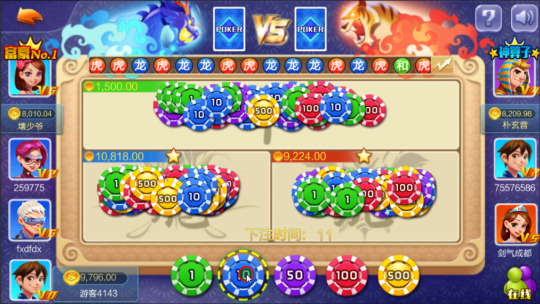 POKER
VS
POKER
?
富豪No.1
神算子
虎 虎 龙 虎 龙 虎 龙 虎 虎 龙 龙 虎 龙 虎 和 虎
1,500.00
8,010.04
壕少爷
8,209.98
朴玄音
10,818.00
9,224.00
259775
75576586
fxdfdx
剑气成都
下注时间: 11
9,796.00
游客4143
1 10 50 100 500
在线